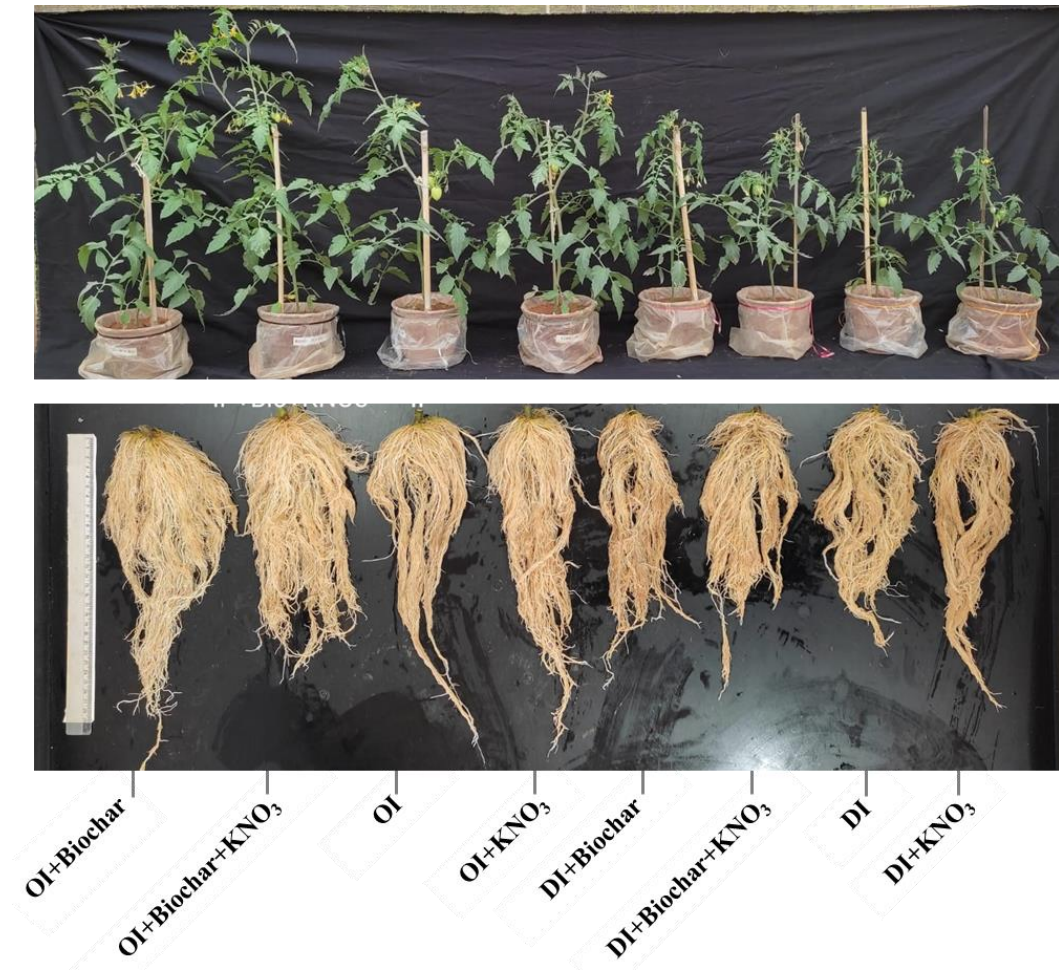 OI+Biochar
OI+Biochar+KNO₃
OI
OI+KNO₃
DI+Biochar
DI+Biochar+KNO₃
DI
DI+KNO₃